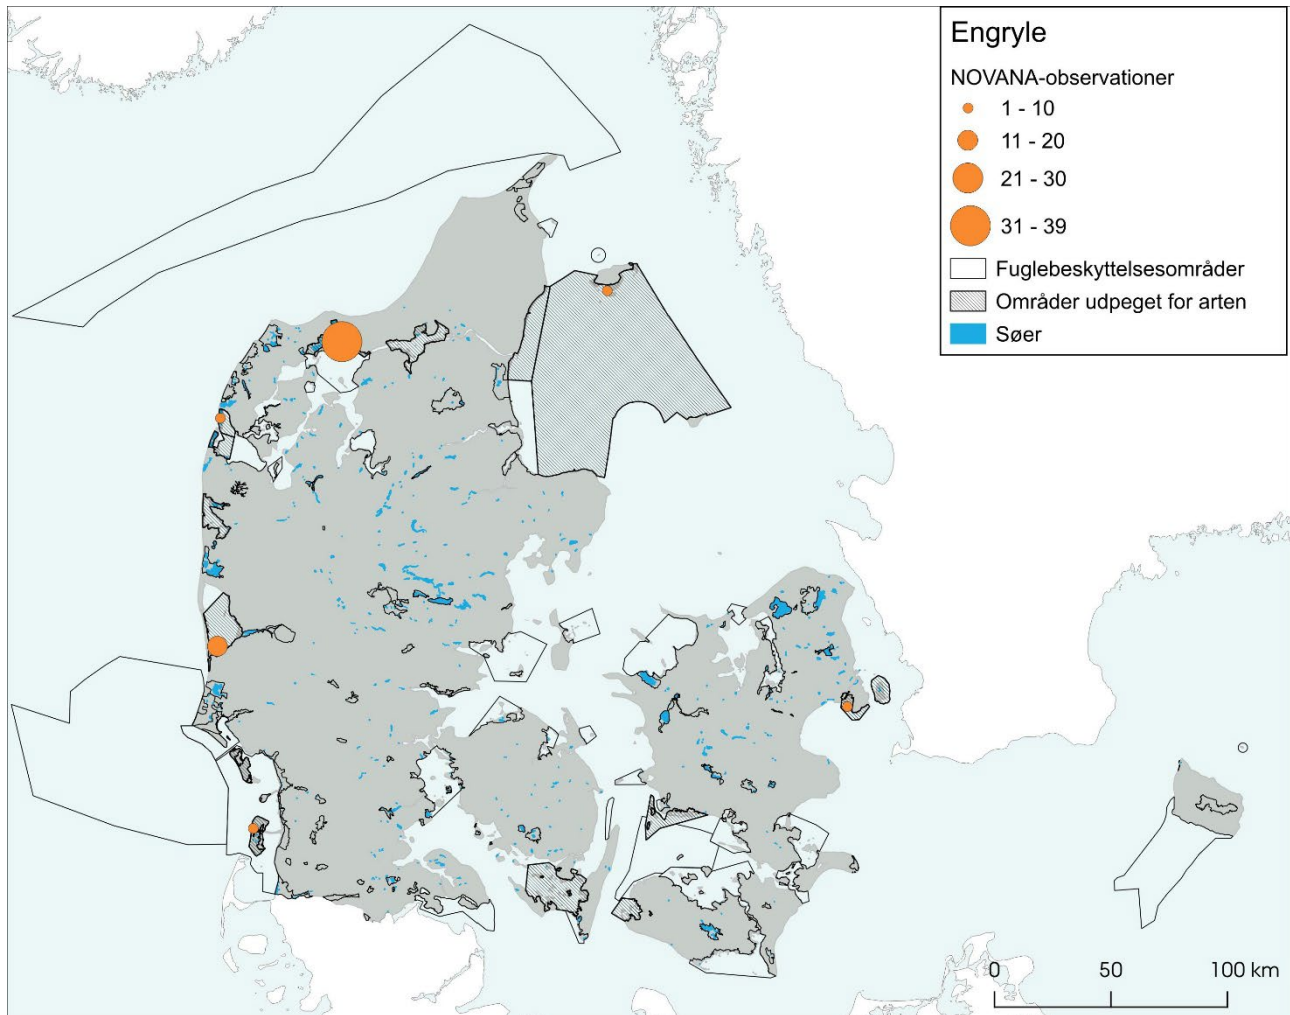 Engryle
NOVANA-observationer
1 - 10
11 - 20
21 - 30
31 - 39
Fuglebeskyttelsesområder
Områder udpeget for arten
Søer
0 50 100 km